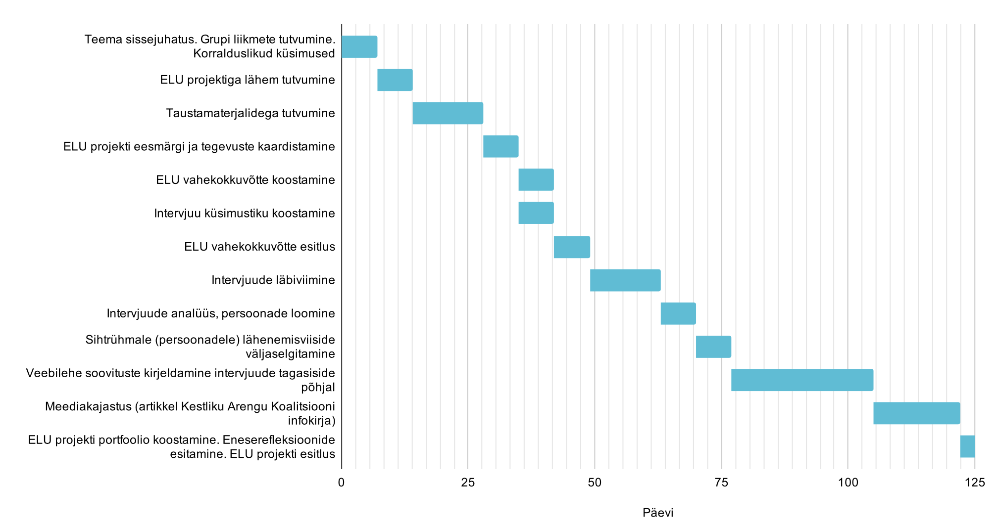 Teema sissejuhatus. Grupi liikmete tutvumine.
Korralduslikud küsimused
ELU projektiga lähem tutvumine
Taustamaterjalidega tutvumine
ELU projekti eesmärgi ja tegevuste kaardistamine
ELU vahekokkuvõtte koostamine
Intervjuu küsimustiku koostamine
ELU vahekokkuvõtte esitlus
Intervjuude läbiviimine
Intervjuude analüüs, persoonade loomine
Sihtrühmale (persoonadele) lähenemisviiside
väljaselgitamine
Veebilehe soovituste kirjeldamine intervjuude tagasiside
põhjal
Meediakajastus (artikkel Kestliku Arengu Koalitsiooni
infokirja)
ELU projekti portfoolio koostamine. Eneserefleksioonide
esitamine. ELU projekti esitlus
0 25 50 75 100 125
Päevi